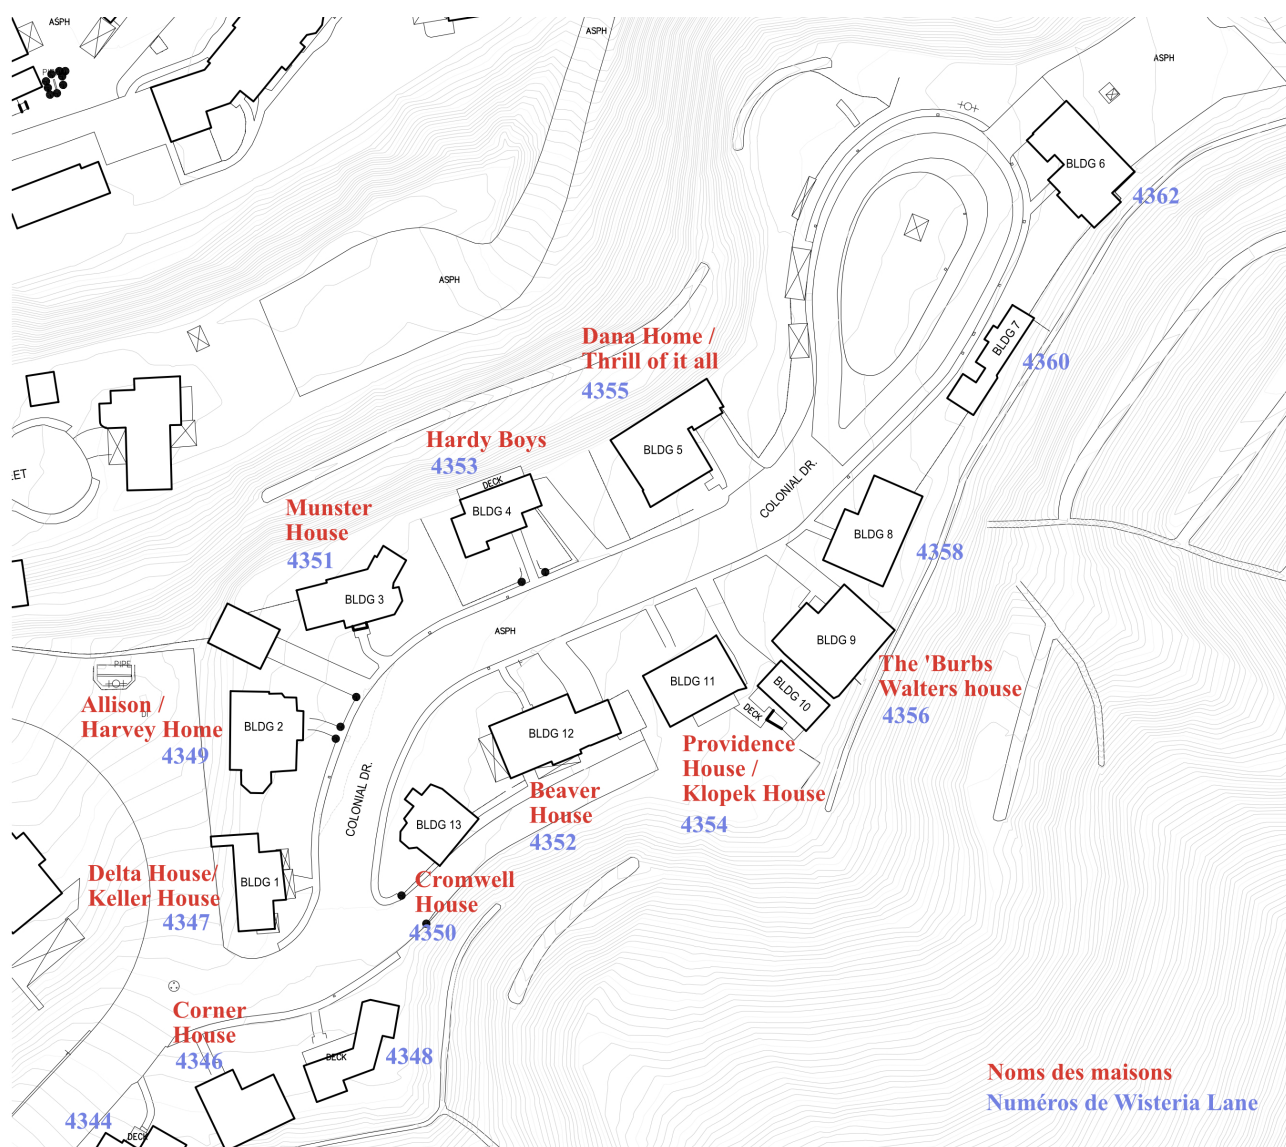 ASPH
ASPH
ASPH
PIPE
BLDG 6
4362
ASPH
BLDG 7
4360
Dana Home /
Thrill of it all
4355
BLDG 5
Hardy Boys
4353
DECK
BLDG 4
COLONIAL DR.
Munster
House
4351
BLDG 3
BLDG 8
4358
ASPH
BLDG 9
The 'Burbs
Walters house
4356
BLDG 10
DECK
BLDG 11
Providence
House /
Klopek House
4354
PIPE
Allison /
Harvey Home
4349
BLDG 2
BLDG 12
Beaver
House
4352
COLONIAL DR.
BLDG 13
Cromwell
House
4350
Delta House/
Keller House
4347
BLDG 1
Corner
House
4346
DECK
4348
4344
DECK
Noms des maisons
Numéros de Wisteria Lane